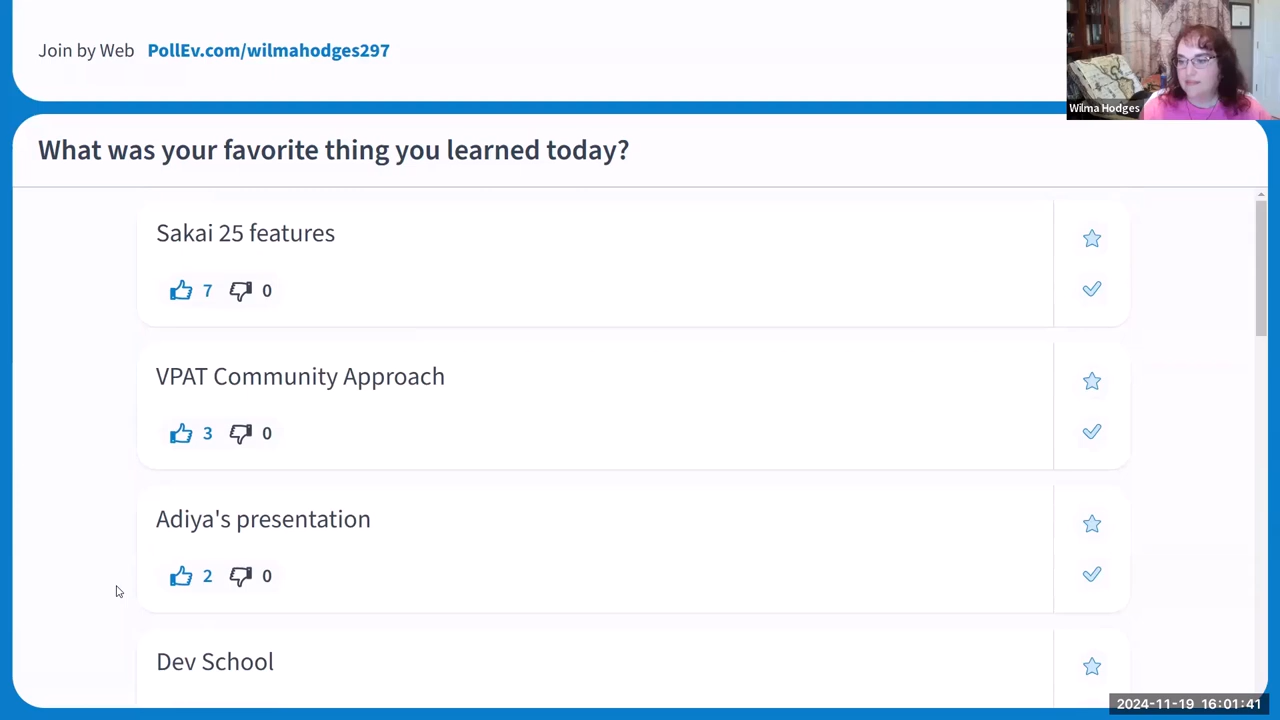 Join by Web PollEv.com/wilmahodges297
Wilma Hodges
What was your favorite thing you learned today?
Sakai 25 features
7 0
VPAT Community Approach
3 0
Adiya's presentation
2 0
Dev School
2024-11-19 16:01:41